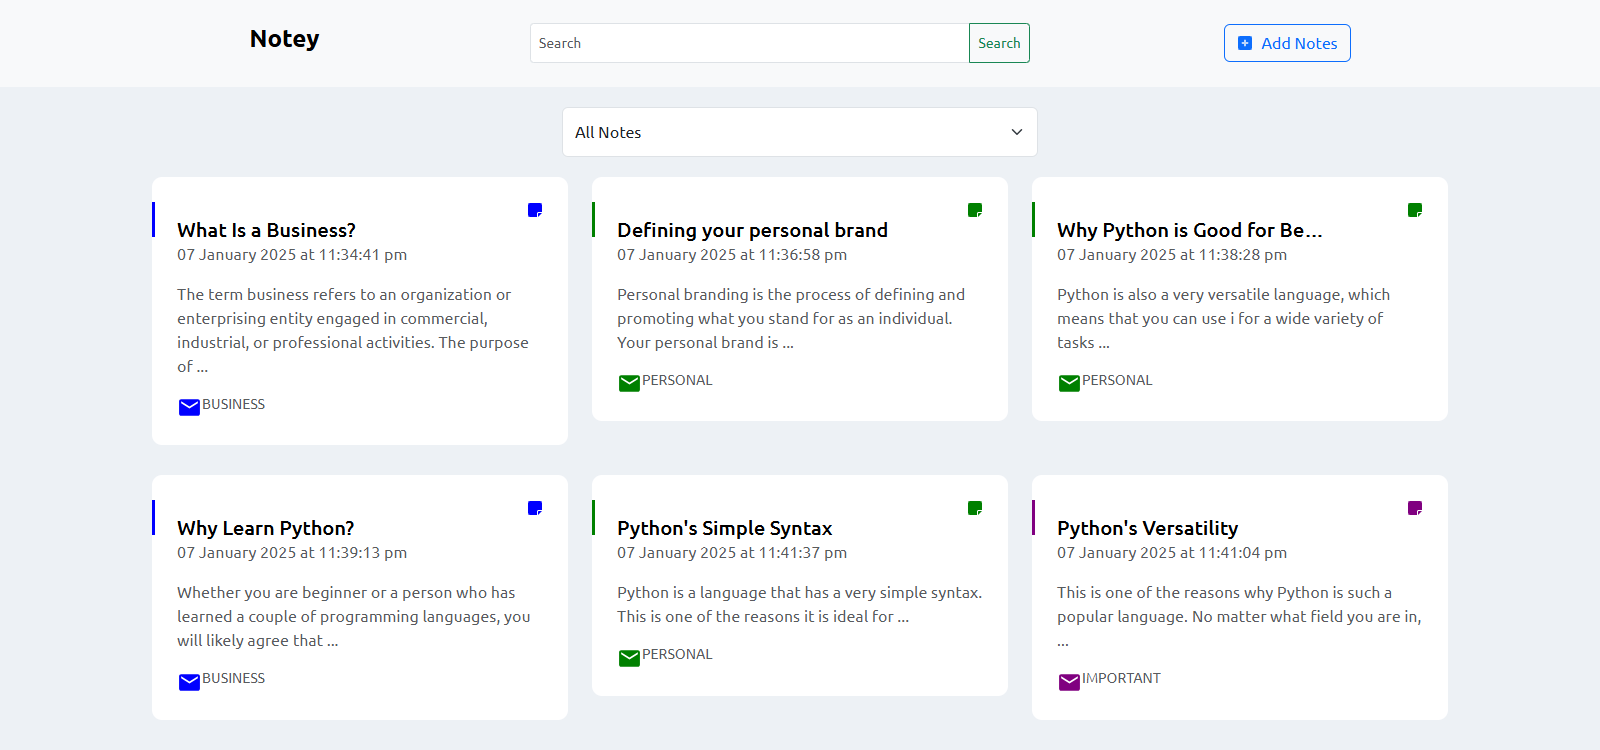 Notey
Search
Search
Add Notes
All Notes
What Is a Business?
07 January 2025 at 11:34:41 pm
The term business refers to an organization or
enterprising entity engaged in commercial,
industrial, or professional activities. The purpose
of ...
BUSINESS
Defining your personal brand
07 January 2025 at 11:36:58 pm
Personal branding is the process of defining and
promoting what you stand for as an individual.
Your personal brand is ...
PERSONAL
Why Python is Good for Be...
07 January 2025 at 11:38:28 pm
Python is also a very versatile language, which
means that you can use i for a wide variety of
tasks ...
PERSONAL
Why Learn Python?
07 January 2025 at 11:39:13 pm
Whether you are beginner or a person who has
learned a couple of programming languages, you
will likely agree that ...
BUSINESS
Python's Simple Syntax
07 January 2025 at 11:41:37 pm
Python is a language that has a very simple syntax.
This is one of the reasons it is ideal for ...
PERSONAL
Python's Versatility
07 January 2025 at 11:41:04 pm
This is one of the reasons why Python is such a
popular language. No matter what field you are in,
...
IMPORTANT